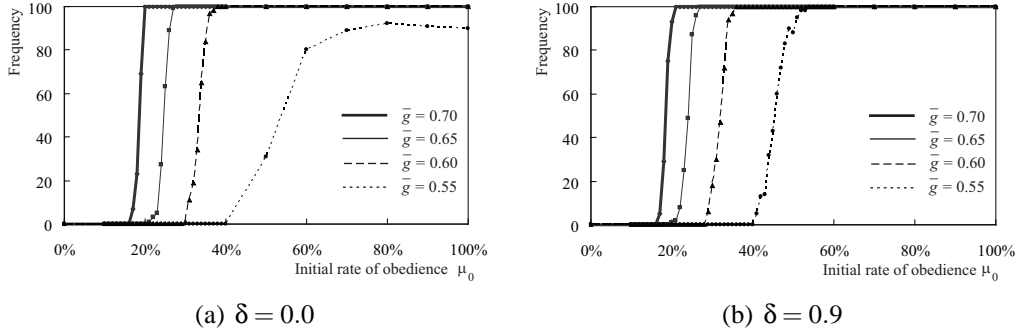 Frequency
100
80
60
40
20
0
0% 20% 40% 60% 80% 100%
Initial rate of obedience μ0
g̅ = 0.70
g̅ = 0.65
g̅ = 0.60
g̅ = 0.55
(a) δ = 0.0
Frequency
100
80
60
40
20
0
0% 20% 40% 60% 80% 100%
Initial rate of obedience μ0
g̅ = 0.70
g̅ = 0.65
g̅ = 0.60
g̅ = 0.55
(b) δ = 0.9